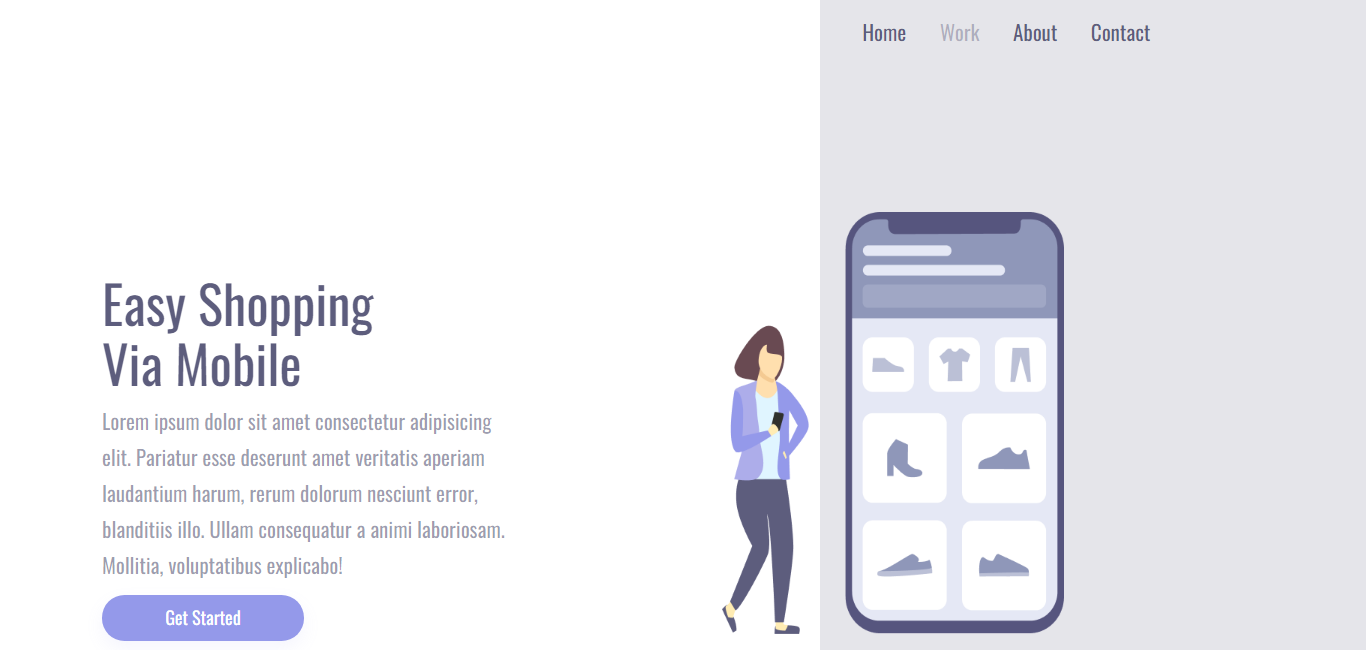 Home Work About Contact
Easy Shopping
Via Mobile
Lorem ipsum dolor sit amet consectetur adipisicing
elit. Pariatur esse deserunt amet veritatis aperiam
laudantium harum, rerum dolorum nesciunt error,
blanditiis illo. Ullam consequatur a animi laboriosam.
Mollitia, voluptatibus explicabo!
Get Started